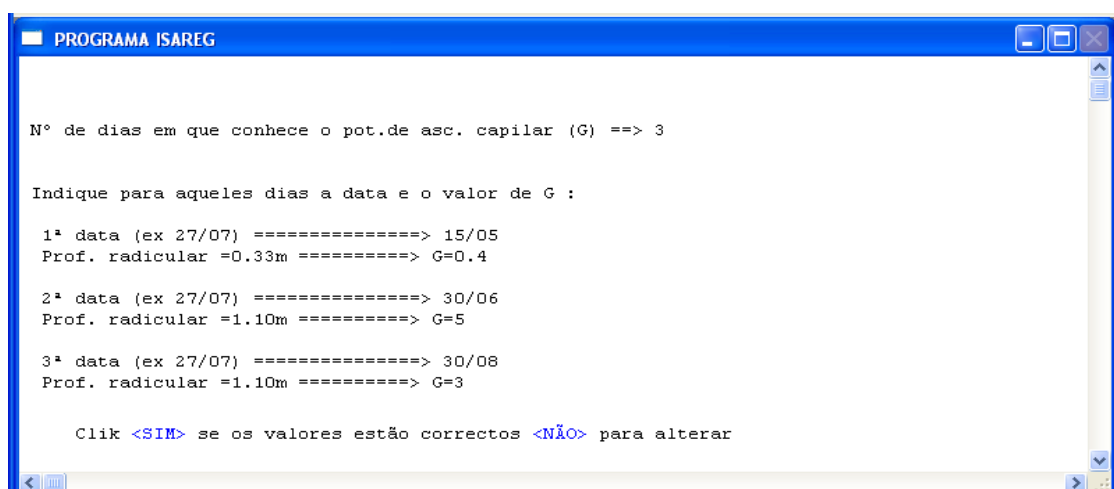 PROGRAMA ISAREG
Nº de dias em que conhece o pot.de asc. capilar (G) ==> 3
Indique para aqueles dias a data e o valor de G :
1ª data (ex 27/07) ===============> 15/05
Prof. radicular =0.33m ==========> G=0.4
2ª data (ex 27/07) ===============> 30/06
Prof. radicular =1.10m ==========> G=5
3ª data (ex 27/07) ===============> 30/08
Prof. radicular =1.10m ==========> G=3
Clik <SIM> se os valores estão correctos <NÃO> para alterar